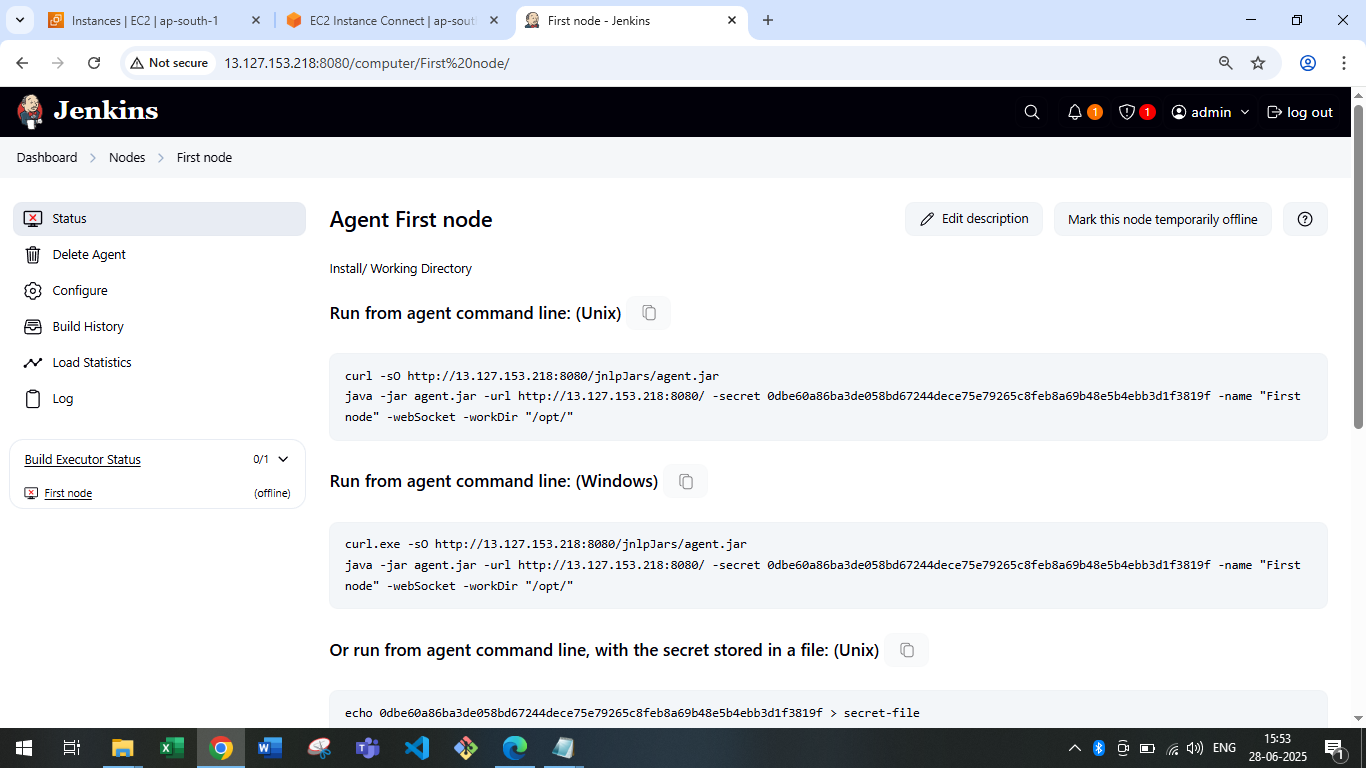 Instances | EC2 | ap-south-1
EC2 Instance Connect | ap-sout
First node - Jenkins
Not secure
13.127.153.218:8080/computer/First%20node/
Jenkins
1
1
admin
log out
Dashboard
Nodes
First node
Status
Delete Agent
Configure
Build History
Load Statistics
Log
Build Executor Status
0/1
First node
(offline)
Agent First node
Edit description
Mark this node temporarily offline
Install/ Working Directory
Run from agent command line: (Unix)
curl -sO http://13.127.153.218:8080/jnlpJars/agent.jar
java -jar agent.jar -url http://13.127.153.218:8080/ -secret 0dbe60a86ba3de058bd67244dece75e79265c8feb8a69b48e5b4ebb3d1f3819f -name "First
node" -webSocket -workDir "/opt/"
Run from agent command line: (Windows)
curl.exe -sO http://13.127.153.218:8080/jnlpJars/agent.jar
java -jar agent.jar -url http://13.127.153.218:8080/ -secret 0dbe60a86ba3de058bd67244dece75e79265c8feb8a69b48e5b4ebb3d1f3819f -name "First
node" -webSocket -workDir "/opt/"
Or run from agent command line, with the secret stored in a file: (Unix)
echo 0dbe60a86ba3de058bd67244dece75e79265c8feb8a69b48e5b4ebb3d1f3819f > secret-file
ENG
15:53
28-06-2025
1